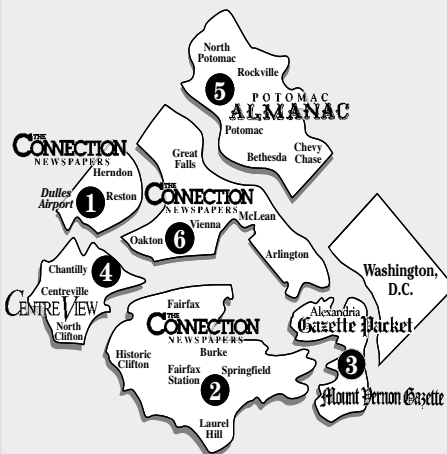 North
Potomac
Rockville
5
POTOMAC
ALMANAC
Potomac
Bethesda
Chevy
Chase
THE
CONNECTION
NEWSPAPERS
Herndon
Dulles
Airport
1
Reston
Great
Falls
THE
CONNECTION
NEWSPAPERS
Vienna
McLean
Oakton
6
Arlington
Chantilly
4
Centreville
CENTRE VIEW
North
Clifton
Washington,
D.C.
Fairfax
THE
CONNECTION
NEWSPAPERS
Burke
Historic
Clifton
Fairfax
Station
Springfield
2
Laurel
Hill
Alexandria
Gazette Packet
3
Mount Vernon Gazette